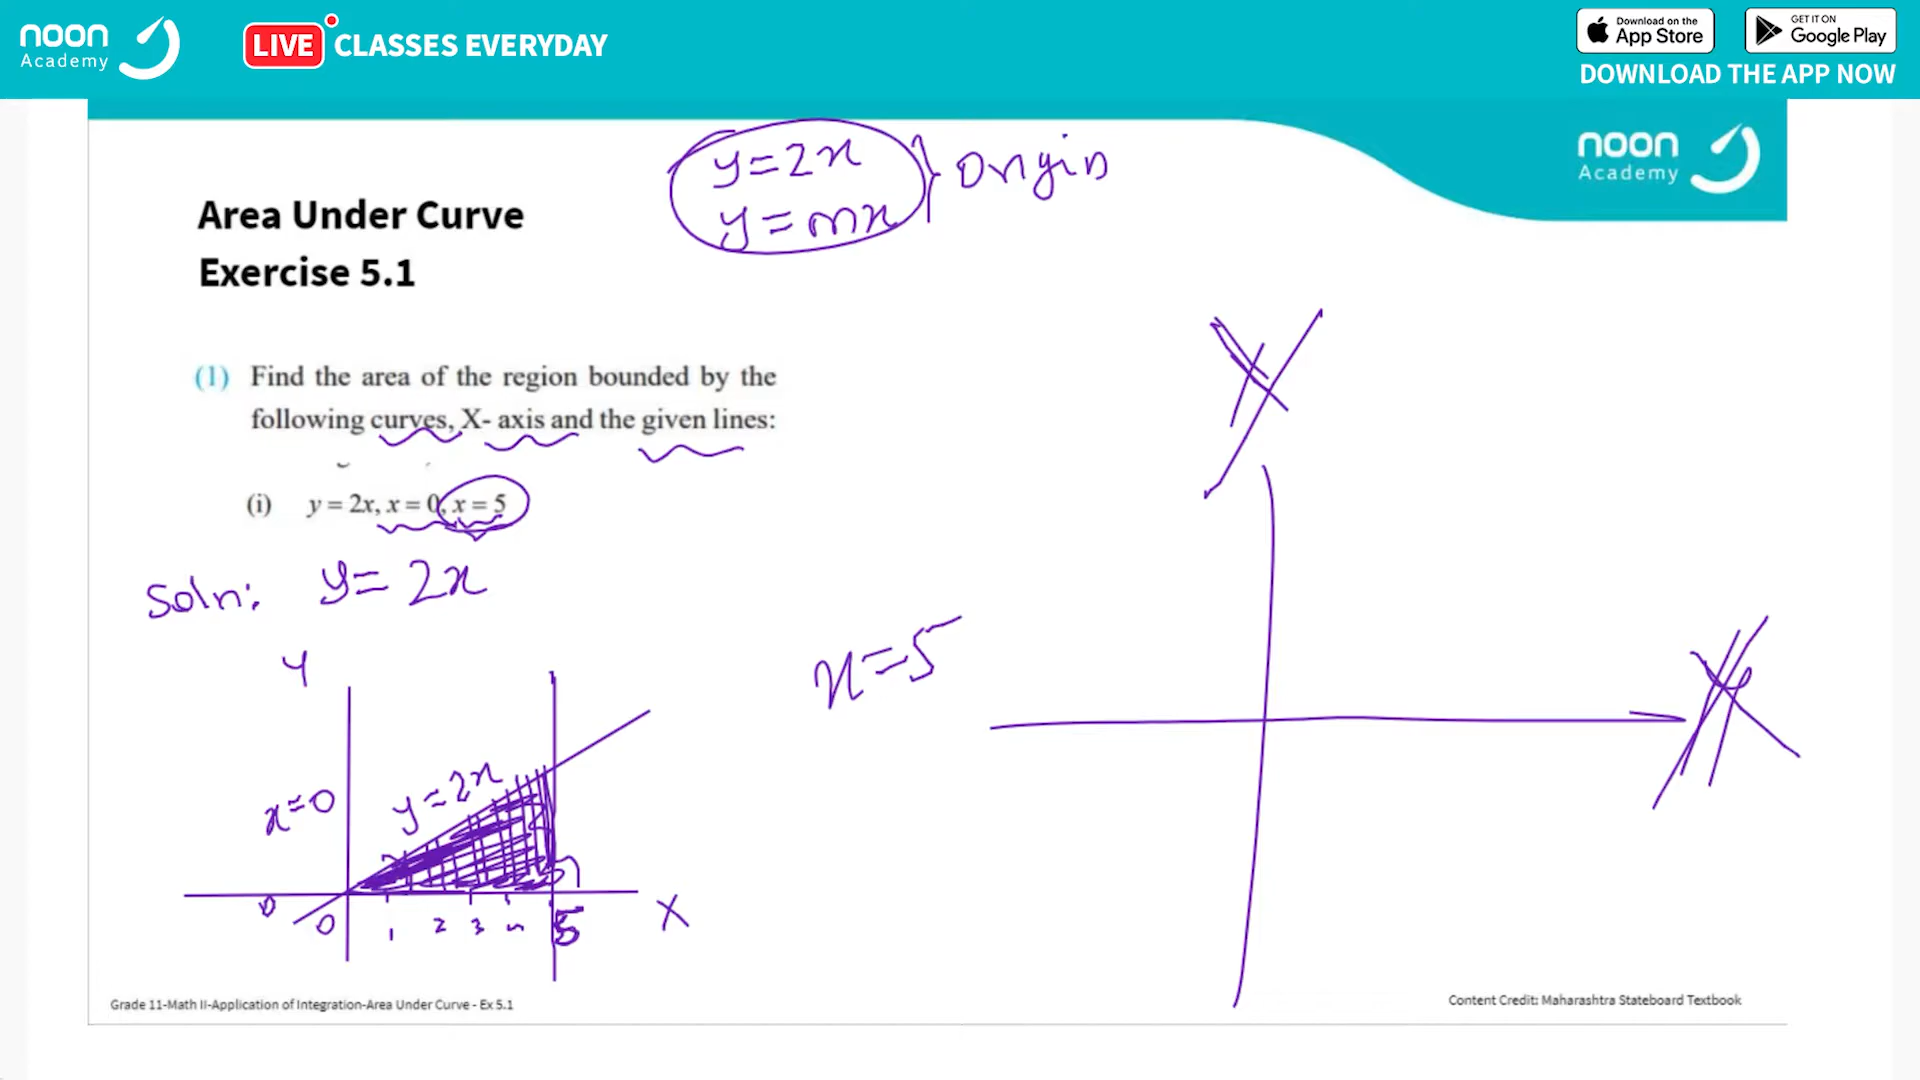 noon
Academy
LIVE CLASSES EVERYDAY
Download on the
App Store
GET IT ON
Google Play
DOWNLOAD THE APP NOW
noon
Academy
y=2x
y=mx
origin
Area Under Curve
Exercise 5.1
(1) Find the area of the region bounded by the
following curves, X- axis and the given lines:
(i) y = 2x, x = 0, x = 5
Soln: y=2x
Y
x=0
y=2x
0
1 2 3 4 5
X
x=5
Grade 11-Math II-Application of Integration-Area Under Curve - Ex 5.1
Content Credit: Maharashtra Stateboard Textbook